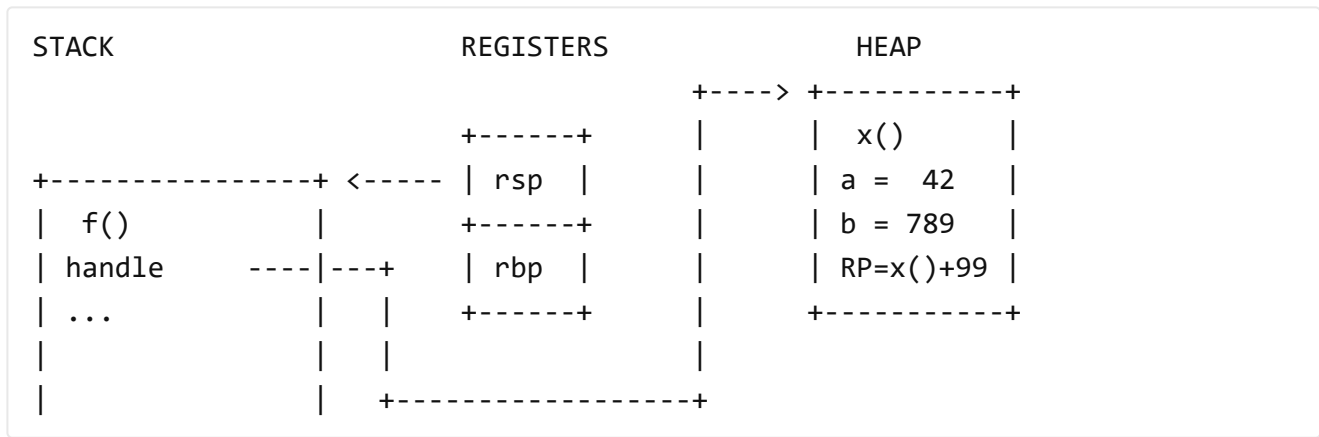 STACK                     REGISTERS               HEAP
                                        +----> +-----------+
                          +------+      |      |  x()      |
+----------------+ <----- | rsp  |      |      | a =  42   |
|  f()           |        +------+      |      | b = 789   |
| handle     ----|---+    | rbp  |      |      | RP=x()+99 |
| ...            |   |    +------+      |      +-----------+
|                |   |                  |
|                |   +------------------+